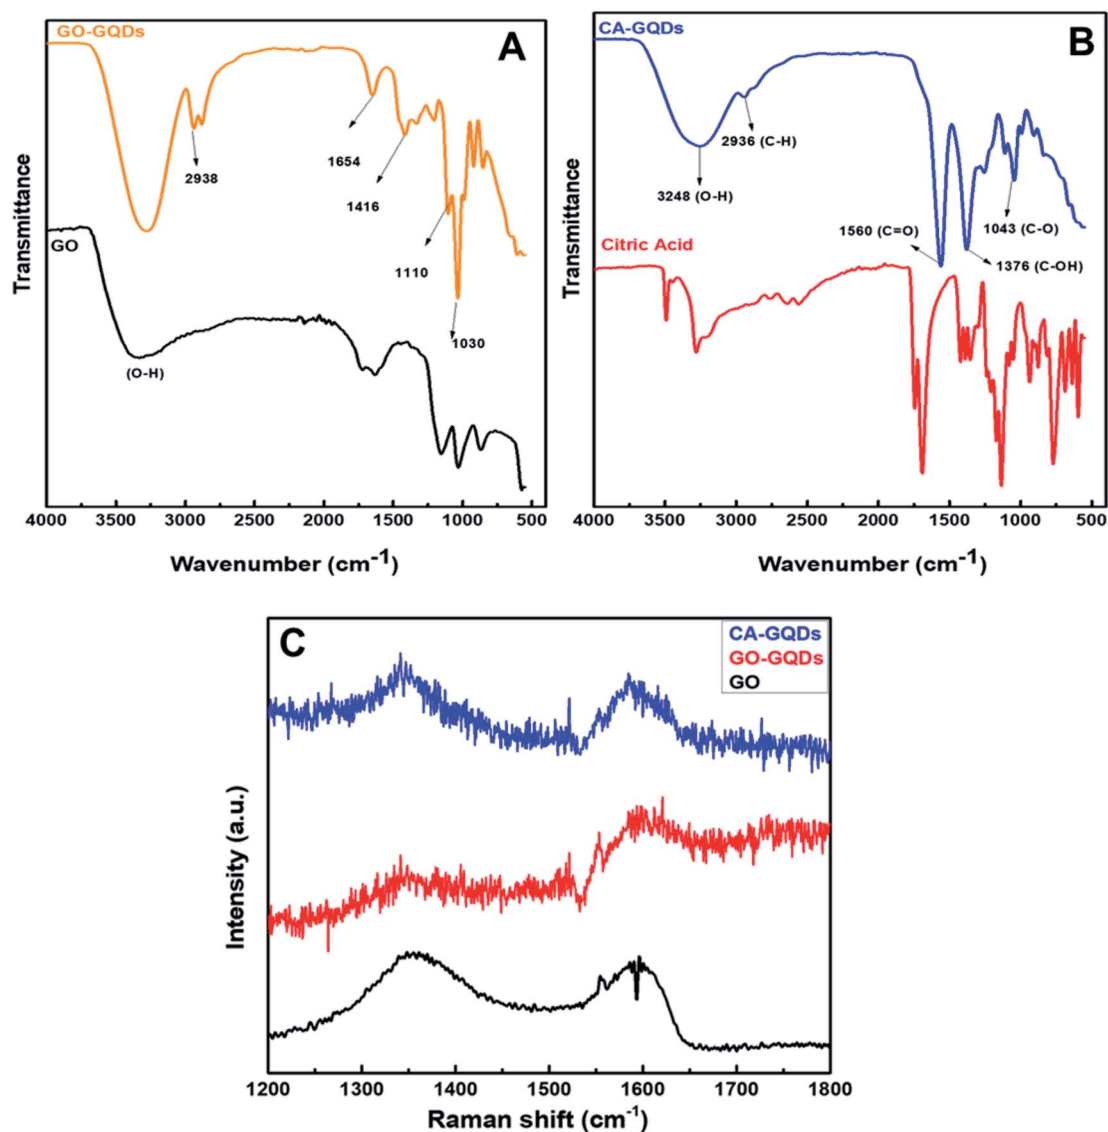 GO-GQDs
A
2938
1654
1416
1110
1030
GO
(O-H)
Transmittance
4000 3500 3000 2500 2000 1500 1000 500
Wavenumber (cm-1)
CA-GQDs
B
2936 (C-H)
3248 (O-H)
1560 (C=O)
1043 (C-O)
1376 (C-OH)
Citric Acid
Transmittance
4000 3500 3000 2500 2000 1500 1000 500
Wavenumber (cm-1)
C
CA-GQDs
GO-GQDs
GO
Intensity (a.u.)
1200 1300 1400 1500 1600 1700 1800
Raman shift (cm-1)